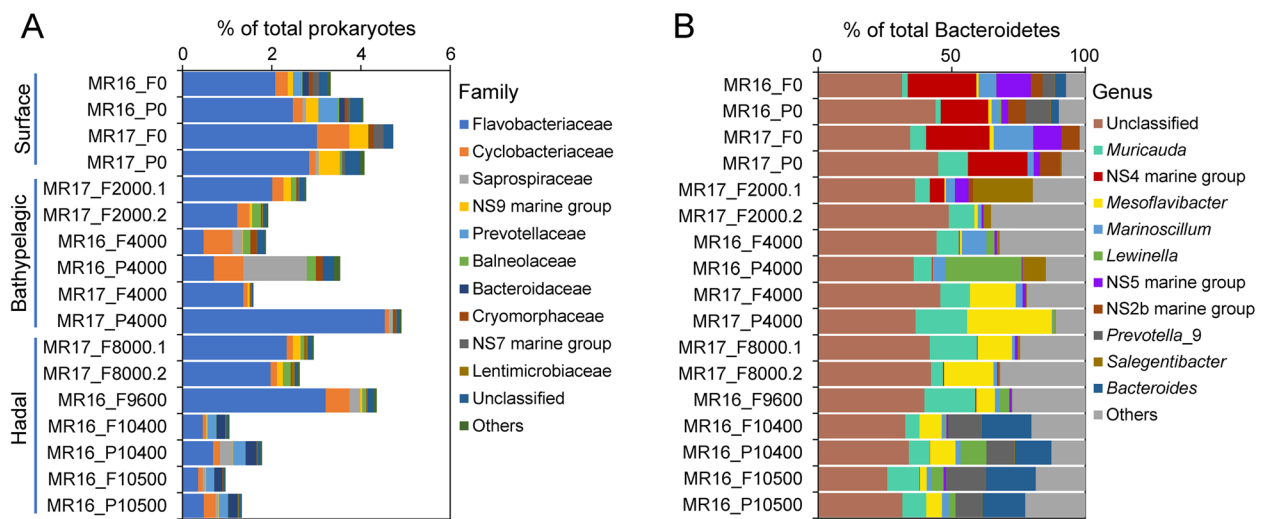 A
% of total prokaryotes
0 2 4 6
Surface
Bathypelagic
Hadal
MR16_F0
MR16_P0
MR17_F0
MR17_P0
MR17_F2000.1
MR17_F2000.2
MR16_F4000
MR16_P4000
MR17_F4000
MR17_P4000
MR17_F8000.1
MR17_F8000.2
MR16_F9600
MR16_F10400
MR16_P10400
MR16_F10500
MR16_P10500
Family
Flavobacteriaceae
Cyclobacteriaceae
Saprospiraceae
NS9 marine group
Prevotellaceae
Balneolaceae
Bacteroidaceae
Cryomorphaceae
NS7 marine group
Lentimicrobiaceae
Unclassified
Others
B
% of total Bacteroidetes
0 50 100
MR16_F0
MR16_P0
MR17_F0
MR17_P0
MR17_F2000.1
MR17_F2000.2
MR16_F4000
MR16_P4000
MR17_F4000
MR17_P4000
MR17_F8000.1
MR17_F8000.2
MR16_F9600
MR16_F10400
MR16_P10400
MR16_F10500
MR16_P10500
Genus
Unclassified
Muricauda
NS4 marine group
Mesoflavibacter
Marinoscillum
Lewinella
NS5 marine group
NS2b marine group
Prevotella_9
Salegentibacter
Bacteroides
Others